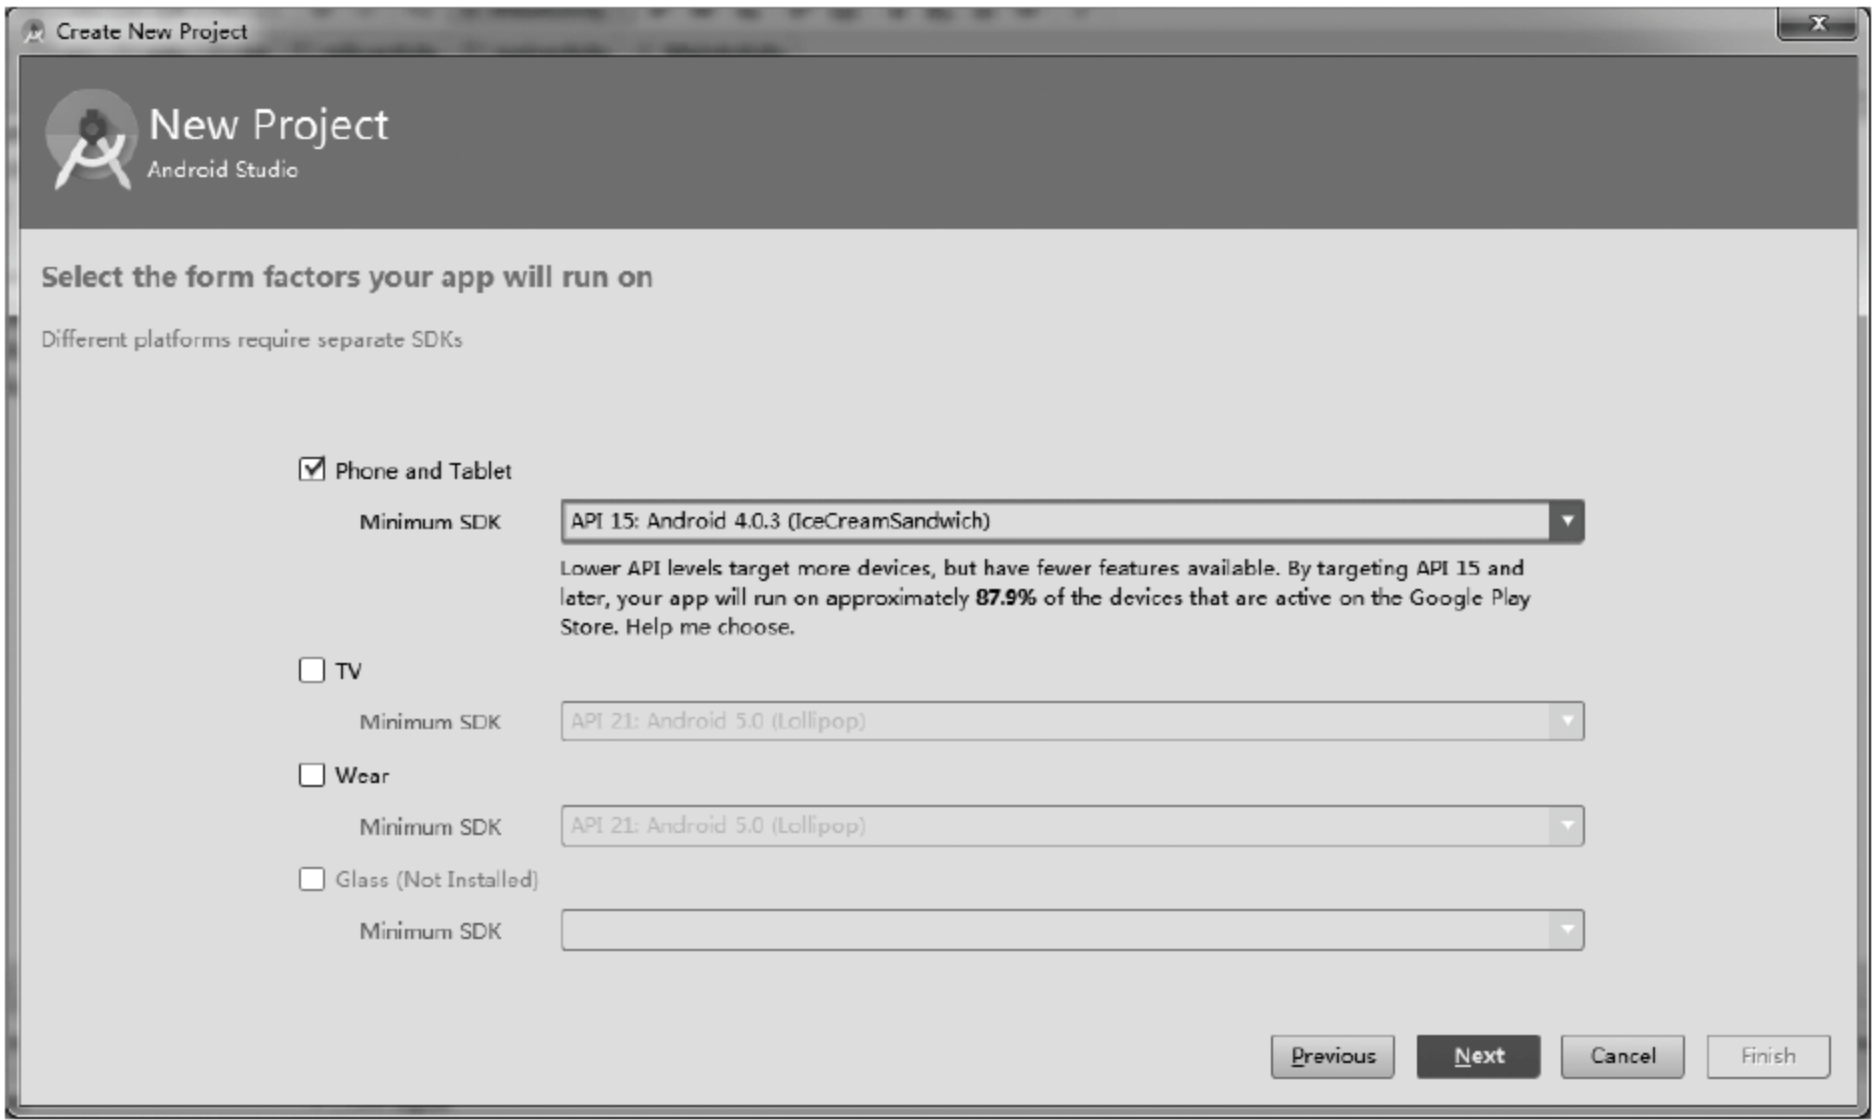 Create New Project
New Project
Android Studio
Select the form factors your app will run on
Different platforms require separate SDKs
Phone and Tablet
Minimum SDK API 15: Android 4.0.3 (IceCreamSandwich)
Lower API levels target more devices, but have fewer features available. By targeting API 15 and
later, your app will run on approximately 87.9% of the devices that are active on the Google Play
Store. Help me choose.
TV
Minimum SDK API 21: Android 5.0 (Lollipop)
Wear
Minimum SDK API 21: Android 5.0 (Lollipop)
Glass (Not Installed)
Minimum SDK
Previous Next Cancel Finish